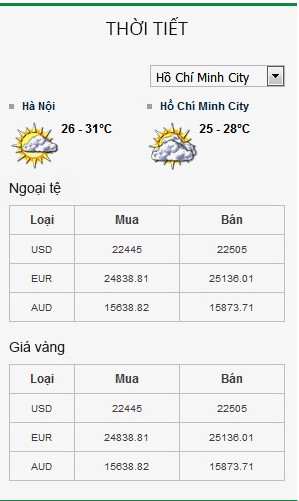 THỜI TIẾT
Hồ Chí Minh City
Hà Nội
Hồ Chí Minh City
26 - 31°C
25 - 28°C
Ngoại tệ
Loại Mua Bán
USD 22445 22505
EUR 24838.81 25136.01
AUD 15638.82 15873.71
Giá vàng
Loại Mua Bán
USD 22445 22505
EUR 24838.81 25136.01
AUD 15638.82 15873.71